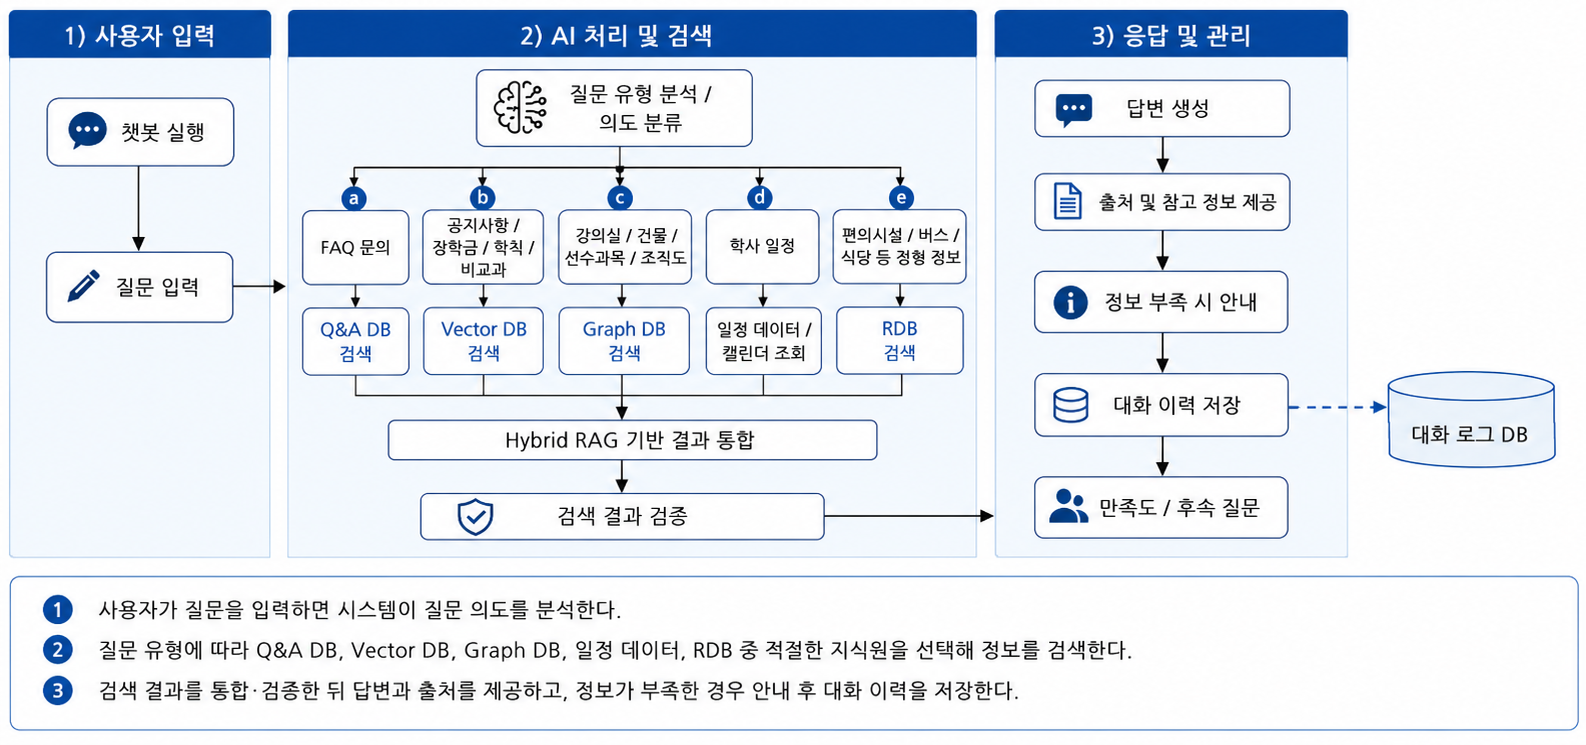 1) 사용자 입력
챗봇 실행
질문 입력
2) AI 처리 및 검색
질문 유형 분석 /
의도 분류
a
FAQ 문의
Q&A DB
검색
b
공지사항 /
장학금 / 학칙 /
비교과
Vector DB
검색
c
강의실 / 건물 /
선수과목 / 조직도
Graph DB
검색
d
학사 일정
일정 데이터 /
캘린더 조회
e
편의시설 / 버스 /
식당 등 정형 정보
RDB
검색
Hybrid RAG 기반 결과 통합
검색 결과 검증
3) 응답 및 관리
답변 생성
출처 및 참고 정보 제공
i
정보 부족 시 안내
대화 이력 저장
만족도 / 후속 질문
대화 로그 DB
1 사용자가 질문을 입력하면 시스템이 질문 의도를 분석한다.
2 질문 유형에 따라 Q&A DB, Vector DB, Graph DB, 일정 데이터, RDB 중 적절한 지식원을 선택해 정보를 검색한다.
3 검색 결과를 통합·검증한 뒤 답변과 출처를 제공하고, 정보가 부족한 경우 안내 후 대화 이력을 저장한다.